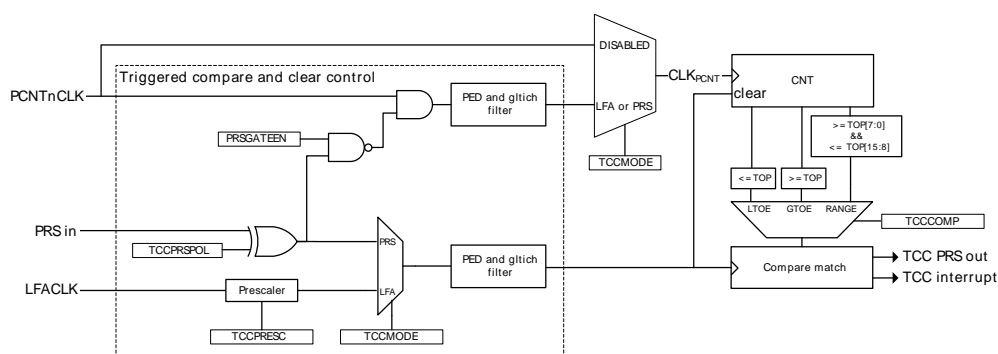 DISABLED
Triggered compare and clear control
CLKPCNT
CNT
PCNTnCLK
clear
PED and gltich
filter
LFA or PRS
>= TOP[7:0]
&&
<= TOP[15:8]
PRSGATEEN
TCCMODE
<= TOP
>= TOP
LTOE
GTOE
RANGE
TCCCOMP
PRS in
PRS
TCCPRSPOL
PED and gltich
filter
Compare match
TCC PRS out
TCC interrupt
LFACLK
Prescaler
LFA
TCCPRESC
TCCMODE